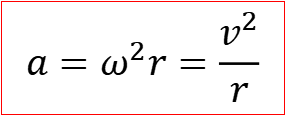 a = ω²r = v²/r